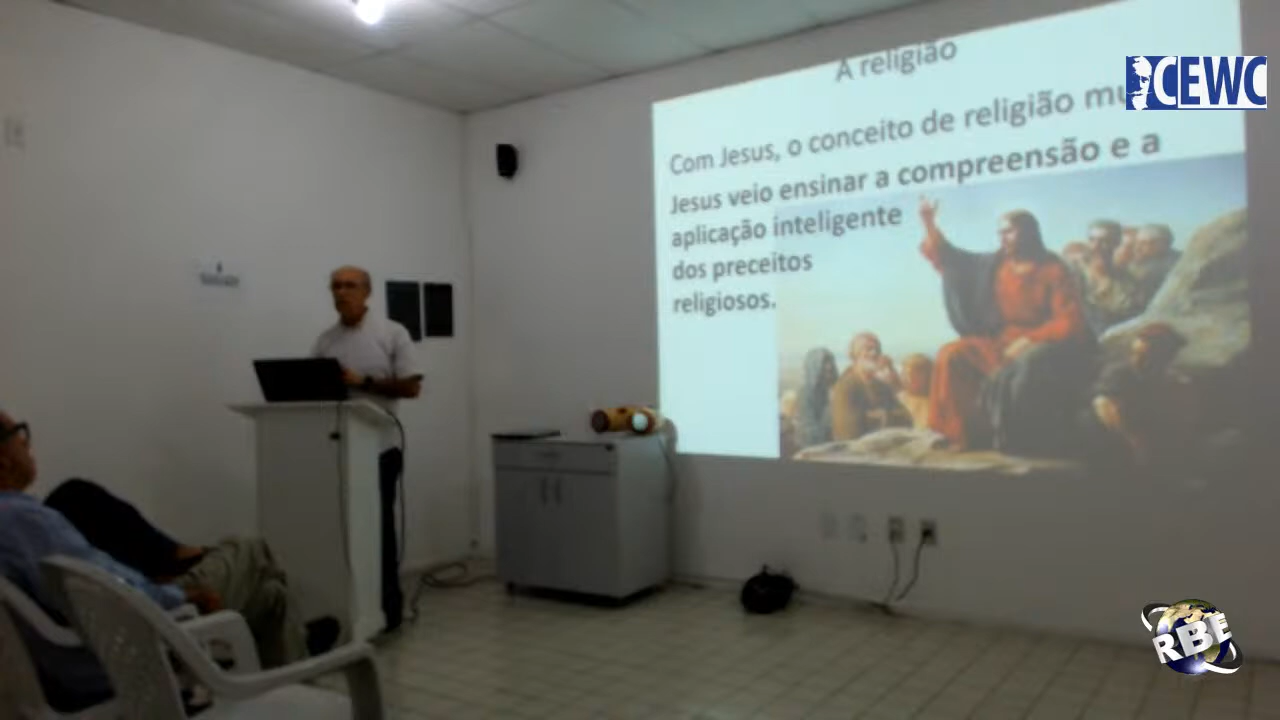 A religião
CEWC
Com Jesus, o conceito de religião
Jesus veio ensinar a compreensão e a
aplicação inteligente
dos preceitos
religiosos.
RBE